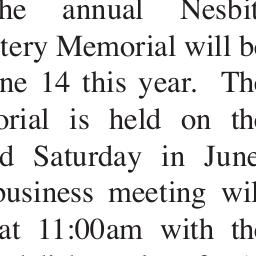 he annual Nesbit
tery Memorial will b
ne 14 this year. Th
orial is held on th
d Saturday in June
business meeting wil
at 11:00am with th